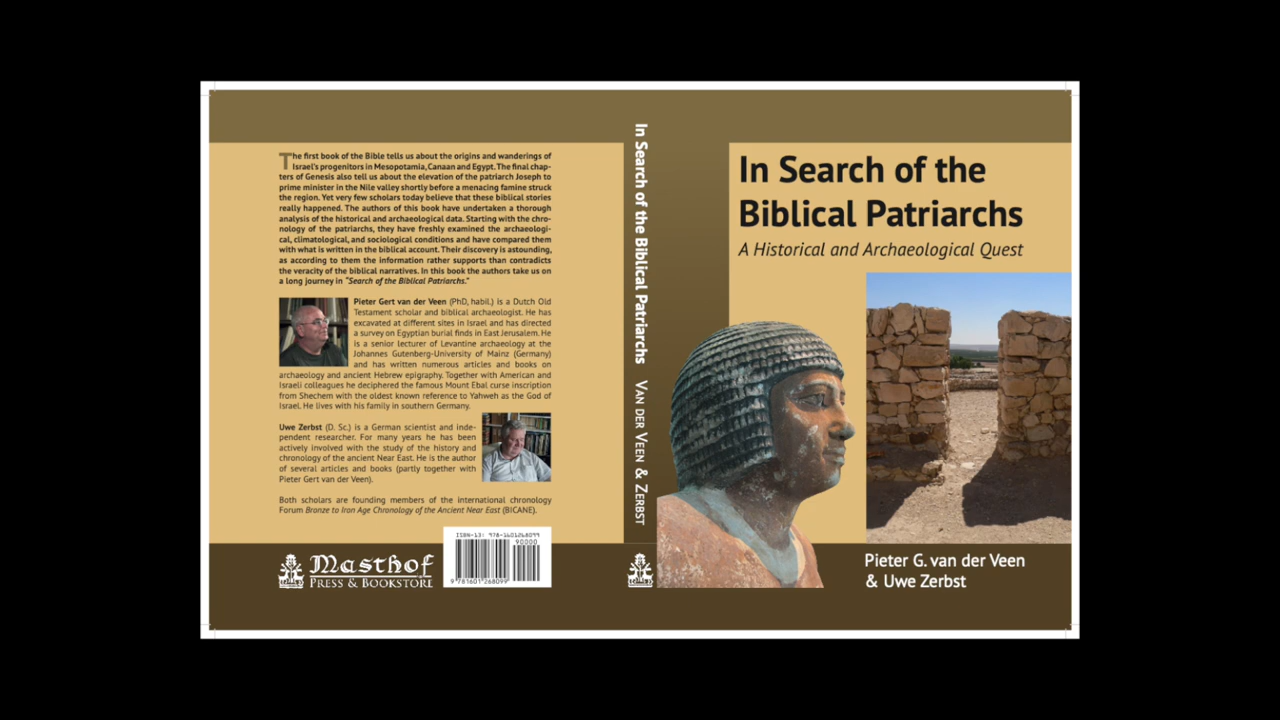 The first book of the Bible tells us about the origins and wanderings of
Israel's progenitors in Mesopotamia, Canaan and Egypt. The final chap-
ters of Genesis also tell us about the elevation of the patriarch Joseph to
prime minister in the Nile valley shortly before a menacing famine struck
the region. Yet very few scholars today believe that these biblical stories
really happened. The authors of this book have undertaken a thorough
analysis of the historical and archaeological data. Starting with the chro-
nology of the patriarchs, they have freshly examined the archaeologi-
cal, climatological, and sociological conditions and have compared them
with what is written in the biblical account. Their discovery is astounding,
as according to them the information rather supports than contradicts
the veracity of the biblical narratives. In this book the authors take us on
a long journey in "Search of the Biblical Patriarchs."
Pieter Gert van der Veen (PhD, habil.) is a Dutch Old
Testament scholar and biblical archaeologist. He has
excavated at different sites in Israel and has directed
a survey on Egyptian burial finds in East Jerusalem. He
is a senior lecturer of Levantine archaeology at the
Johannes Gutenberg-University of Mainz (Germany)
and has written numerous articles and books on
archaeology and ancient Hebrew epigraphy. Together with American and
Israeli colleagues he deciphered the famous Mount Ebal curse inscription
from Shechem with the oldest known reference to Yahweh as the God of
Israel. He lives with his family in southern Germany.
Uwe Zerbst (D. Sc.) is a German scientist and inde-
pendent researcher. For many years he has been
actively involved with the study of the history and
chronology of the ancient Near East. He is the author
of several articles and books (partly together with
Pieter Gert van der Veen).
Both scholars are founding members of the international chronology
Forum Bronze to Iron Age Chronology of the Ancient Near East (BICANE).
Masthof
PRESS & BOOKSTORE
ISBN-13: 978-1601268099
90000
9 781601 268099
In Search of the Biblical Patriarchs VAN DER VEEN & ZERBST
In Search of the
Biblical Patriarchs
A Historical and Archaeological Quest
Pieter G. van der Veen
& Uwe Zerbst